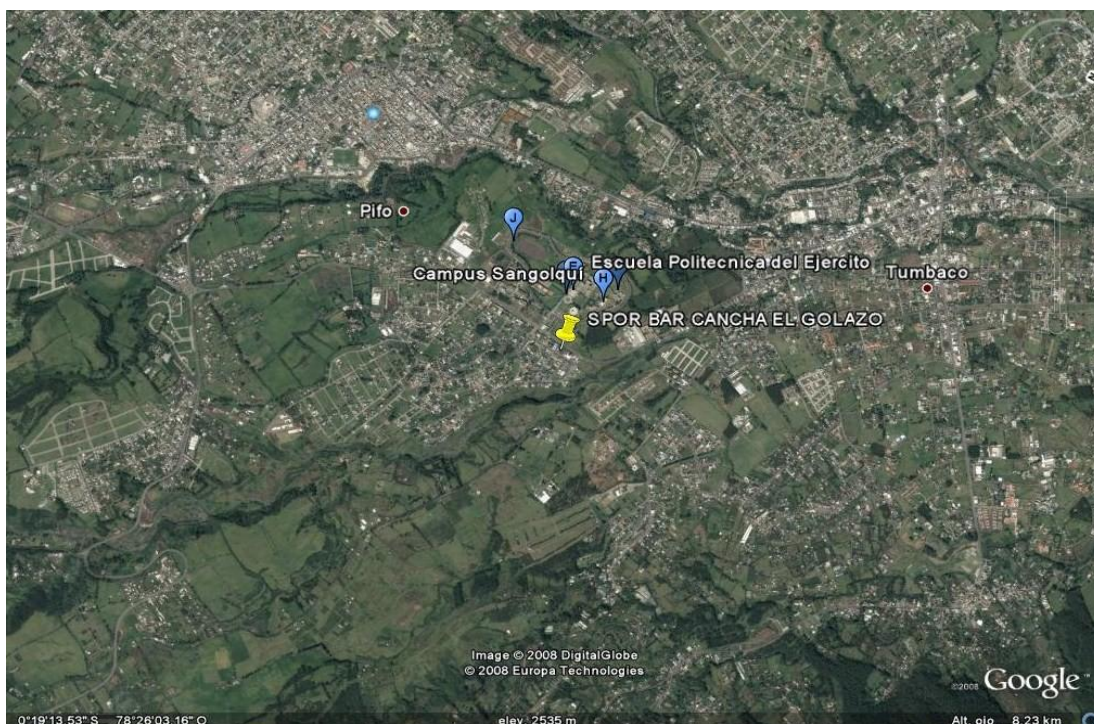 Pifo
J
Escuela Politecnica del Ejercito
Campus Sangolquí
E
H
Tumbaco
SPOR BAR CANCHA EL GOLAZO
Image © 2008 DigitalGlobe
© 2008 Europa Technologies
©2008 Google™
0°19'13.53" S 78°26'03.16" O elev 2535 m Alt. ojo 8.23 km